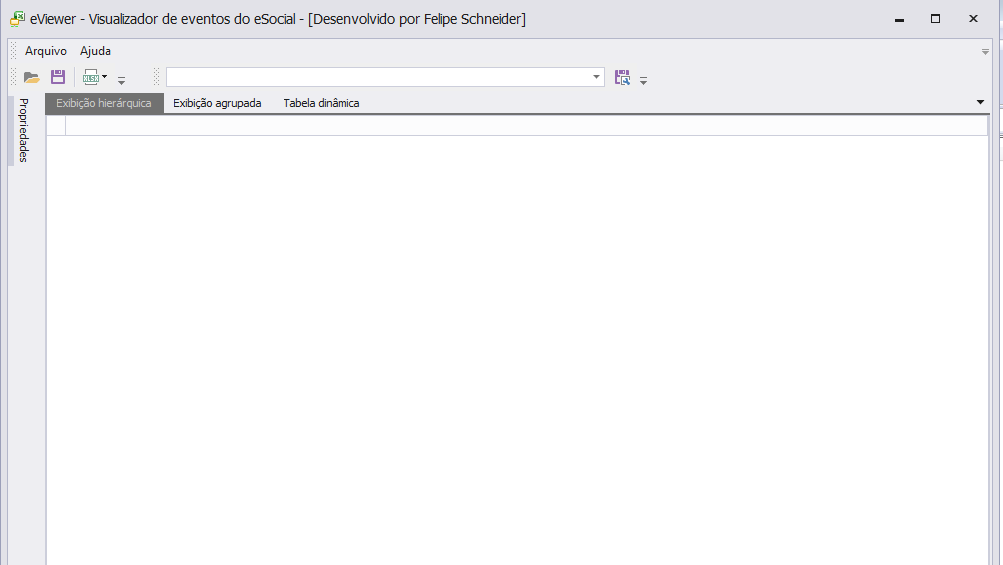 eViewer - Visualizador de eventos do eSocial - [Desenvolvido por Felipe Schneider]
Arquivo Ajuda
XLSX
Exibição hierárquica Exibição agrupada Tabela dinâmica
Propriedades